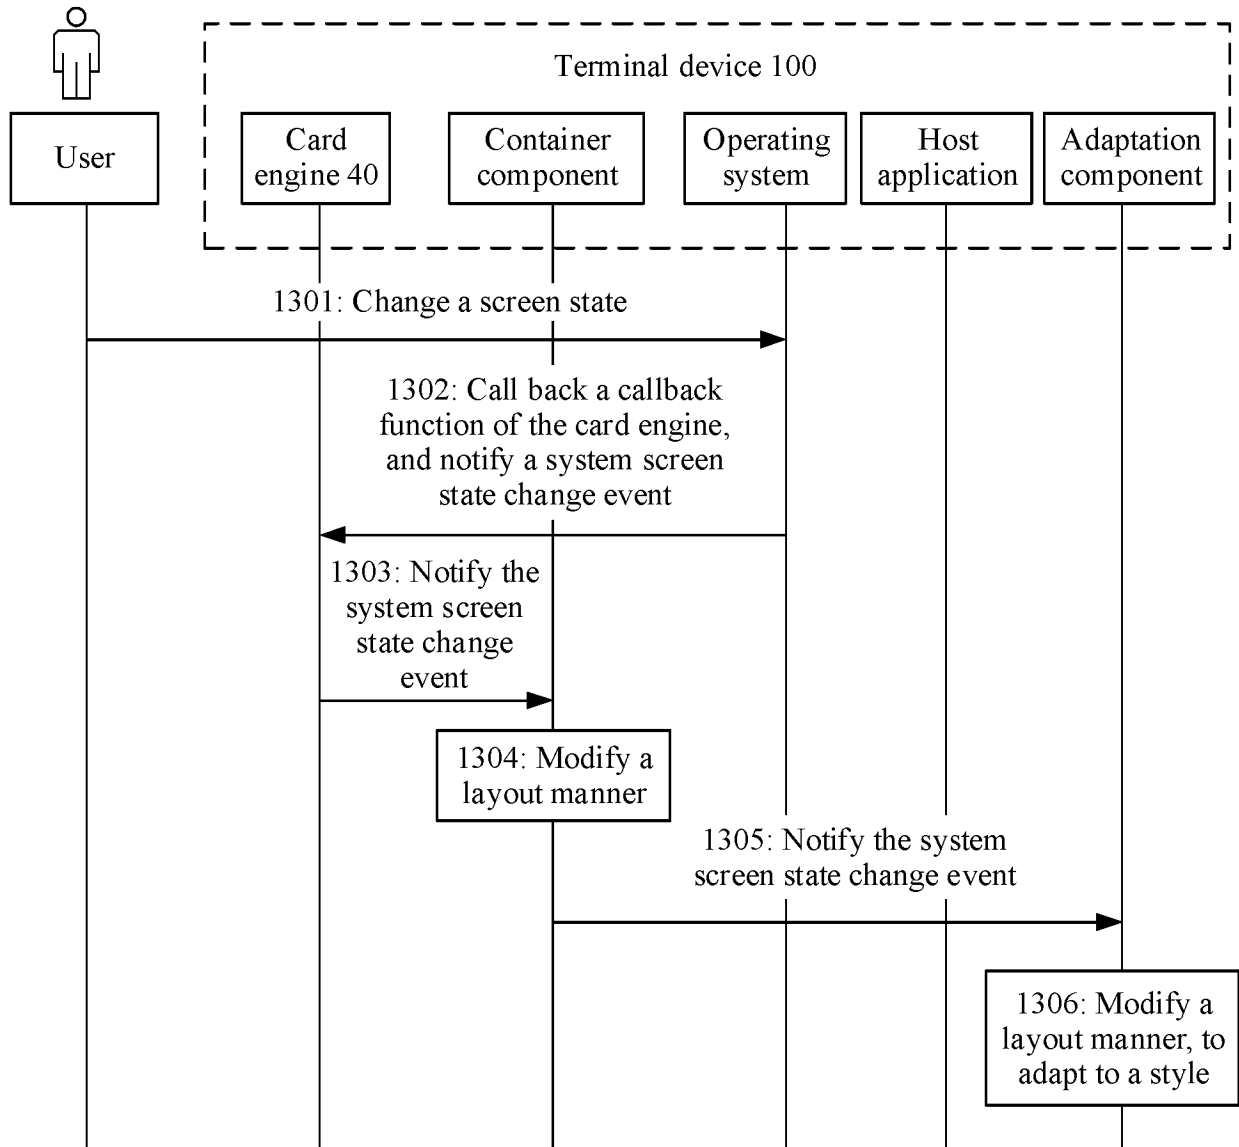 Terminal device 100
User
Card
engine 40
Container
component
Operating
system
Host
application
Adaptation
component
1301: Change a screen state
1302: Call back a callback
function of the card engine,
and notify a system screen
state change event
1303: Notify the
system screen
state change
event
1304: Modify a
layout manner
1305: Notify the system
screen state change event
1306: Modify a
layout manner, to
adapt to a style